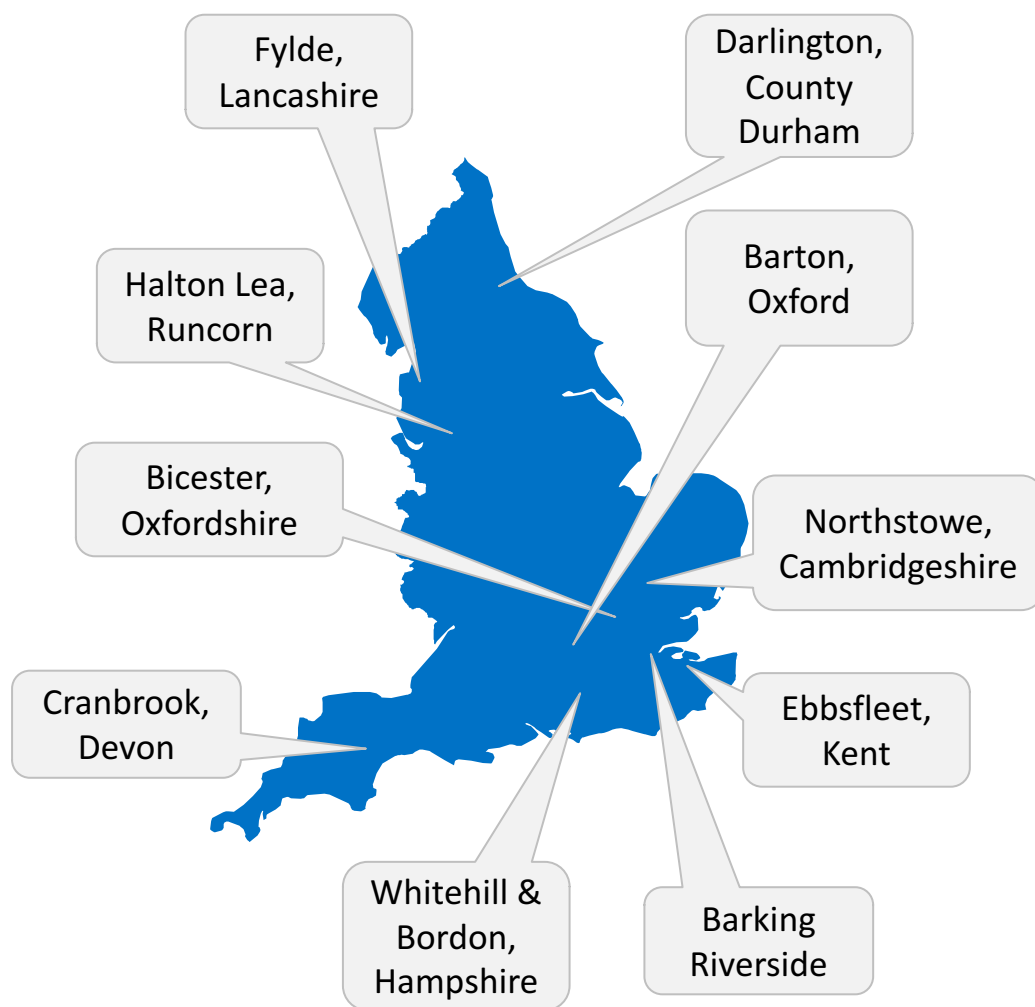 Fylde,
Lancashire
Darlington,
County
Durham
Halton Lea,
Runcorn
Barton,
Oxford
Bicester,
Oxfordshire
Northstowe,
Cambridgeshire
Cranbrook,
Devon
Ebbsfleet,
Kent
Whitehill &
Bordon,
Hampshire
Barking
Riverside